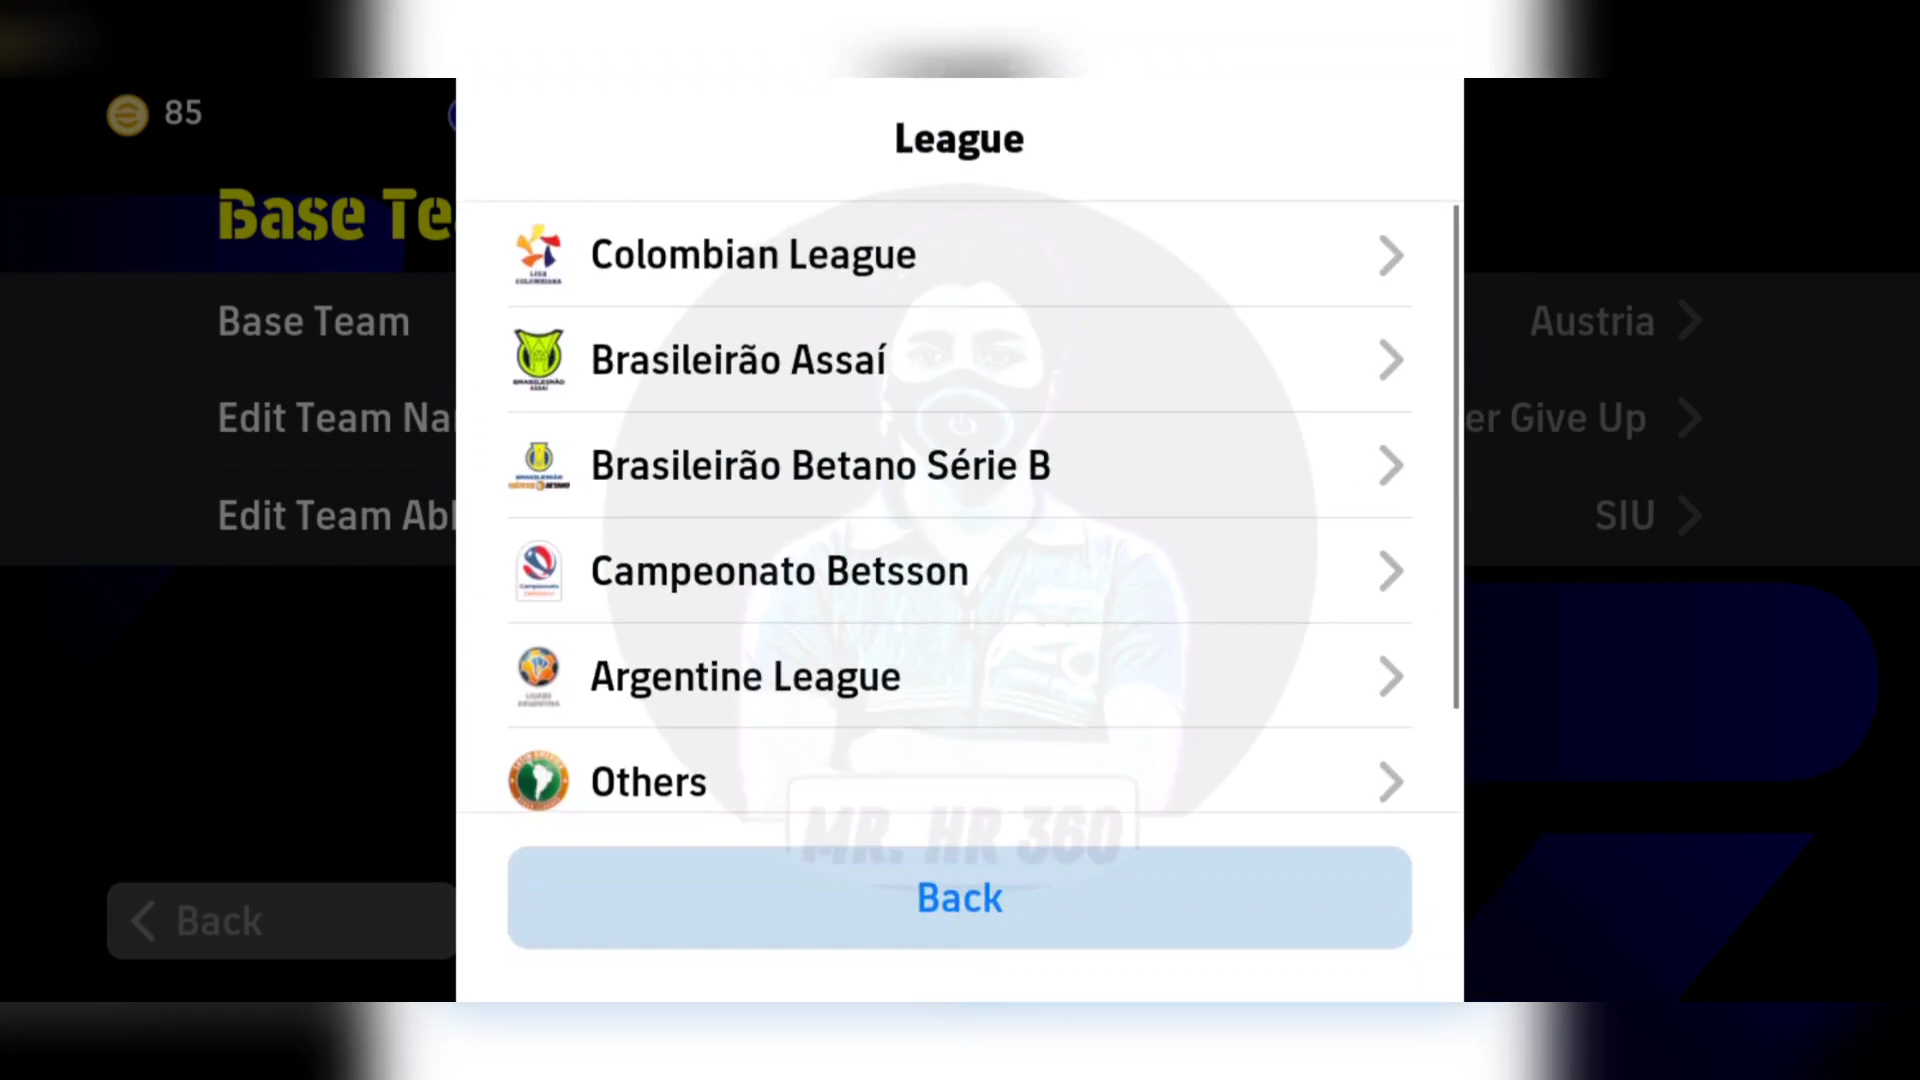 85
League
Base Te
Colombian League
Base Team
Austria
Brasileirão Assaí
Edit Team Na
er Give Up
Brasileirão Betano Série B
Edit Team Ab
SIU
Campeonato Betsson
Argentine League
Others
MR. HR 360
Back
Back